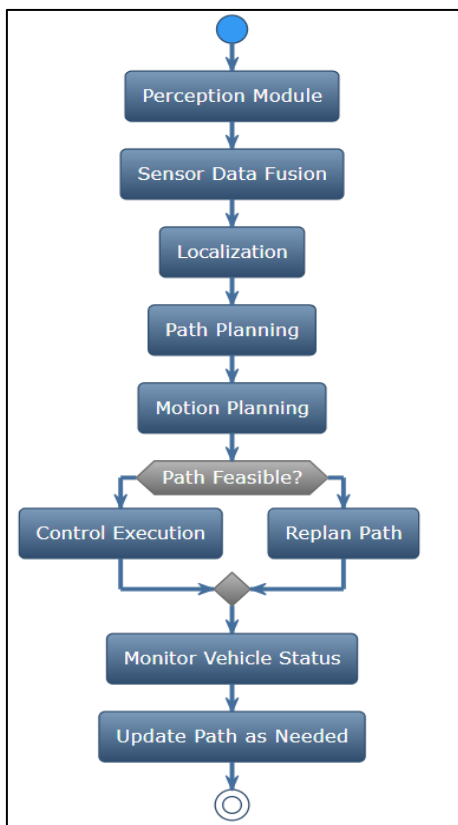 Perception Module
Sensor Data Fusion
Localization
Path Planning
Motion Planning
Path Feasible?
Control Execution
Replan Path
Monitor Vehicle Status
Update Path as Needed